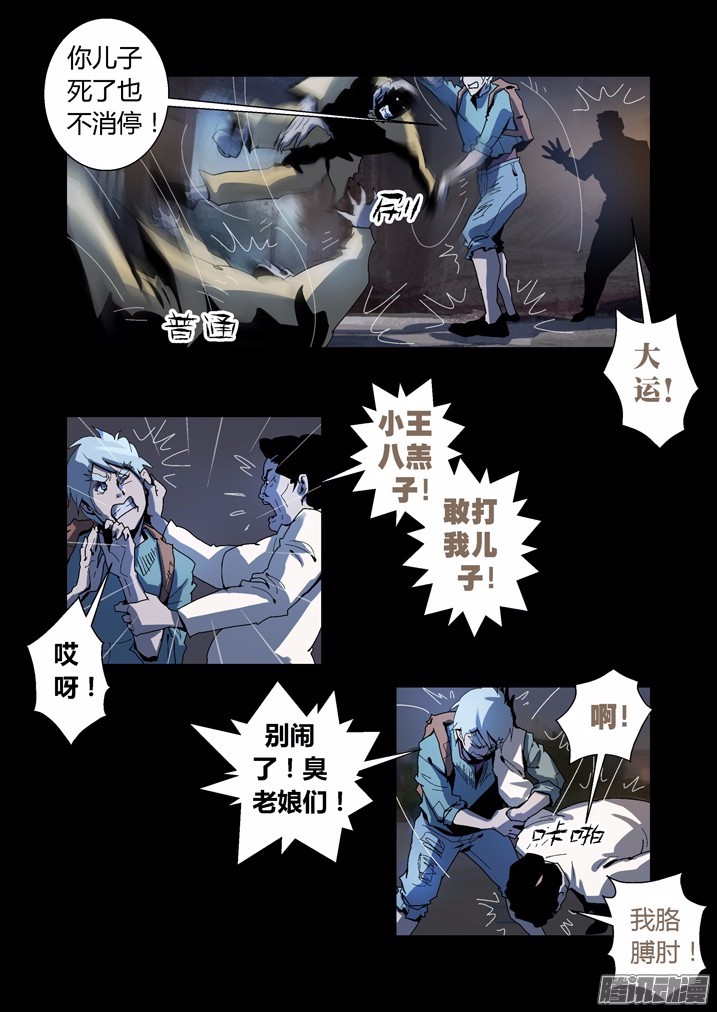 你儿子
死了也
不消停！
普通
大
运！
小王
八羔
子！
敢打
我儿
子！
哎
呀！
别闹
了！臭
老娘们！
啊！
咔啪
我胳
膊肘！
腾讯动漫